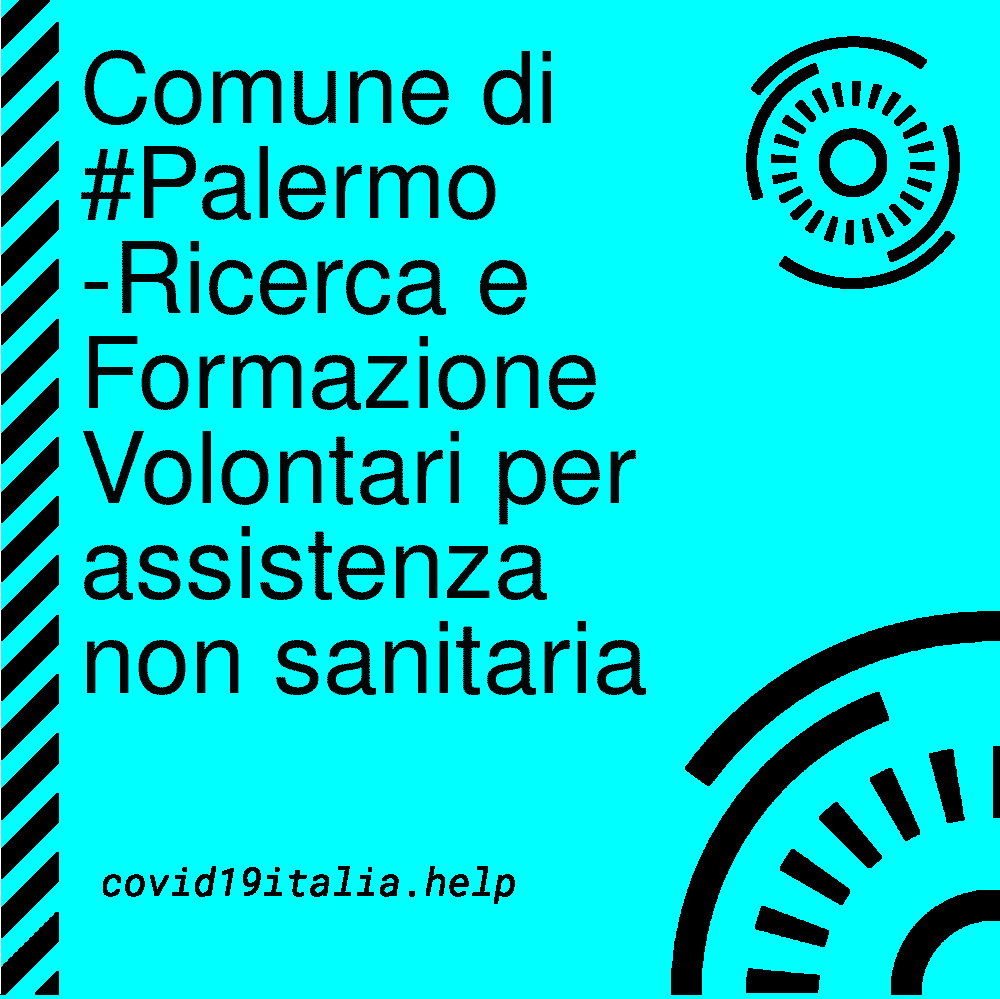 Comune di
#Palermo
-Ricerca e
Formazione
Volontari per
assistenza
non sanitaria
covid19italia.help